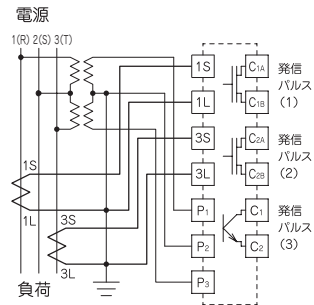 電源
1(R) 2(S) 3(T)
1S C1A 発信
パルス
(1)
1L C1B
3S C2A 発信
パルス
(2)
3L C2B
1S
1L
P1 C1 発信
パルス
(3)
3S
P2 C2
3L
P3
負荷